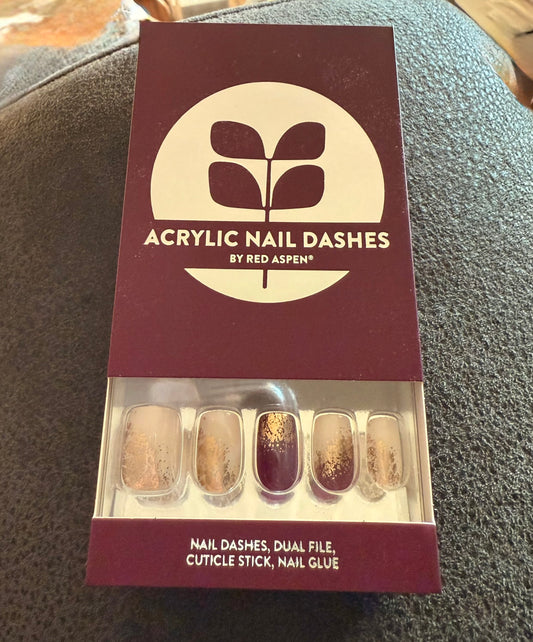 ACRYLIC NAIL DASHES
BY RED ASPEN®
NAIL DASHES, DUAL FILE,
CUTICLE STICK, NAIL GLUE